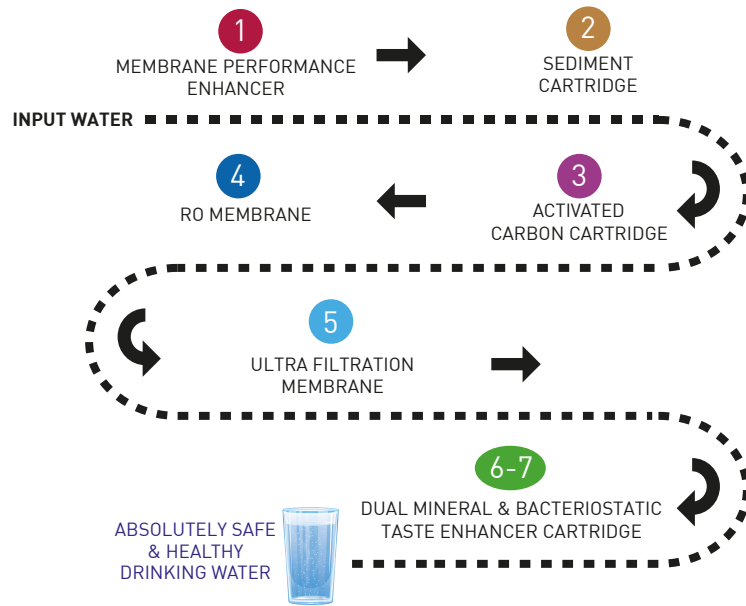 1
MEMBRANE PERFORMANCE
ENHANCER
2
SEDIMENT
CARTRIDGE
INPUT WATER
3
ACTIVATED
CARBON CARTRIDGE
4
RO MEMBRANE
5
ULTRA FILTRATION
MEMBRANE
6-7
DUAL MINERAL & BACTERIOSTATIC
TASTE ENHANCER CARTRIDGE
ABSOLUTELY SAFE
& HEALTHY
DRINKING WATER